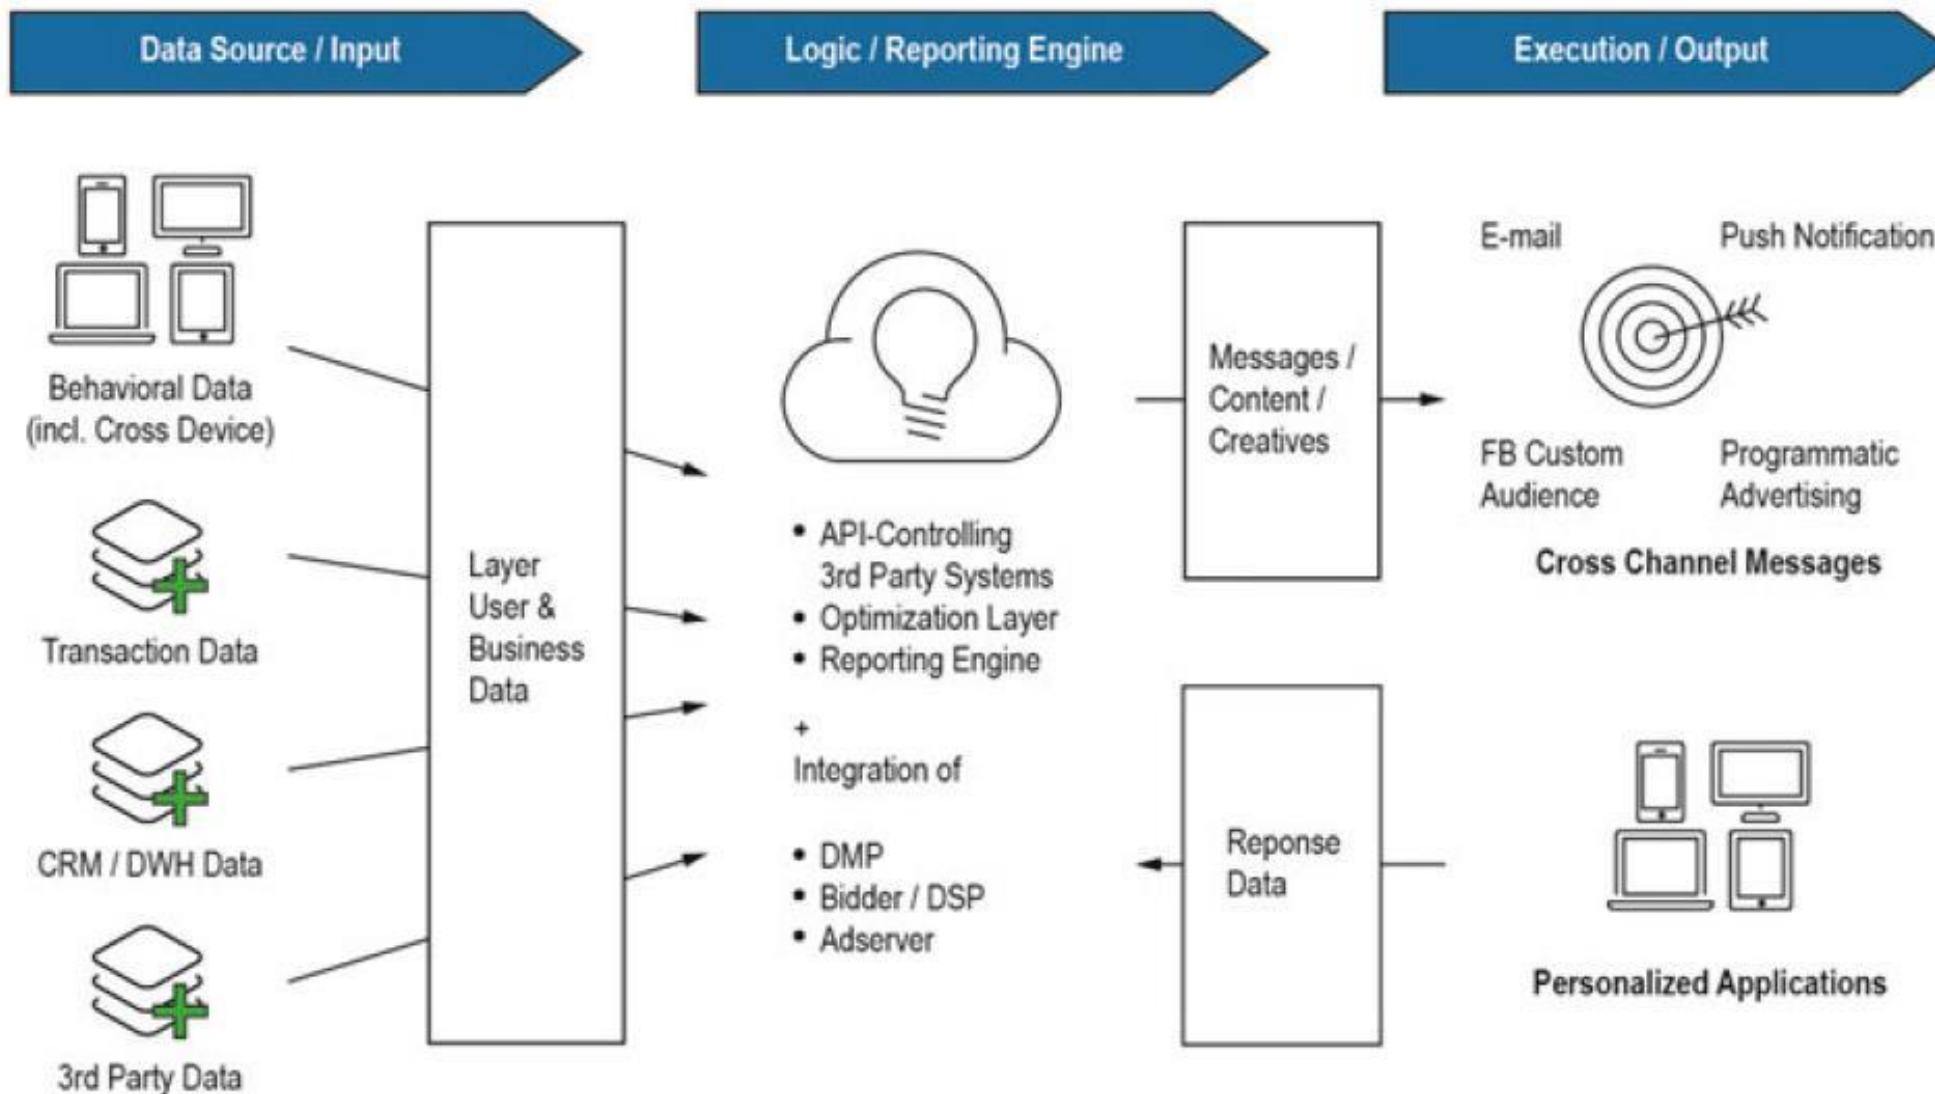 Data Source / Input
Logic / Reporting Engine
Execution / Output
Behavioral Data
(incl. Cross Device)
Transaction Data
CRM / DWH Data
3rd Party Data
Layer
User &
Business
Data
• API-Controlling
3rd Party Systems
• Optimization Layer
• Reporting Engine
+
Integration of
• DMP
• Bidder / DSP
• Adserver
Messages /
Content /
Creatives
E-mail
Push Notification
FB Custom
Audience
Programmatic
Advertising
Cross Channel Messages
Reponse
Data
Personalized Applications